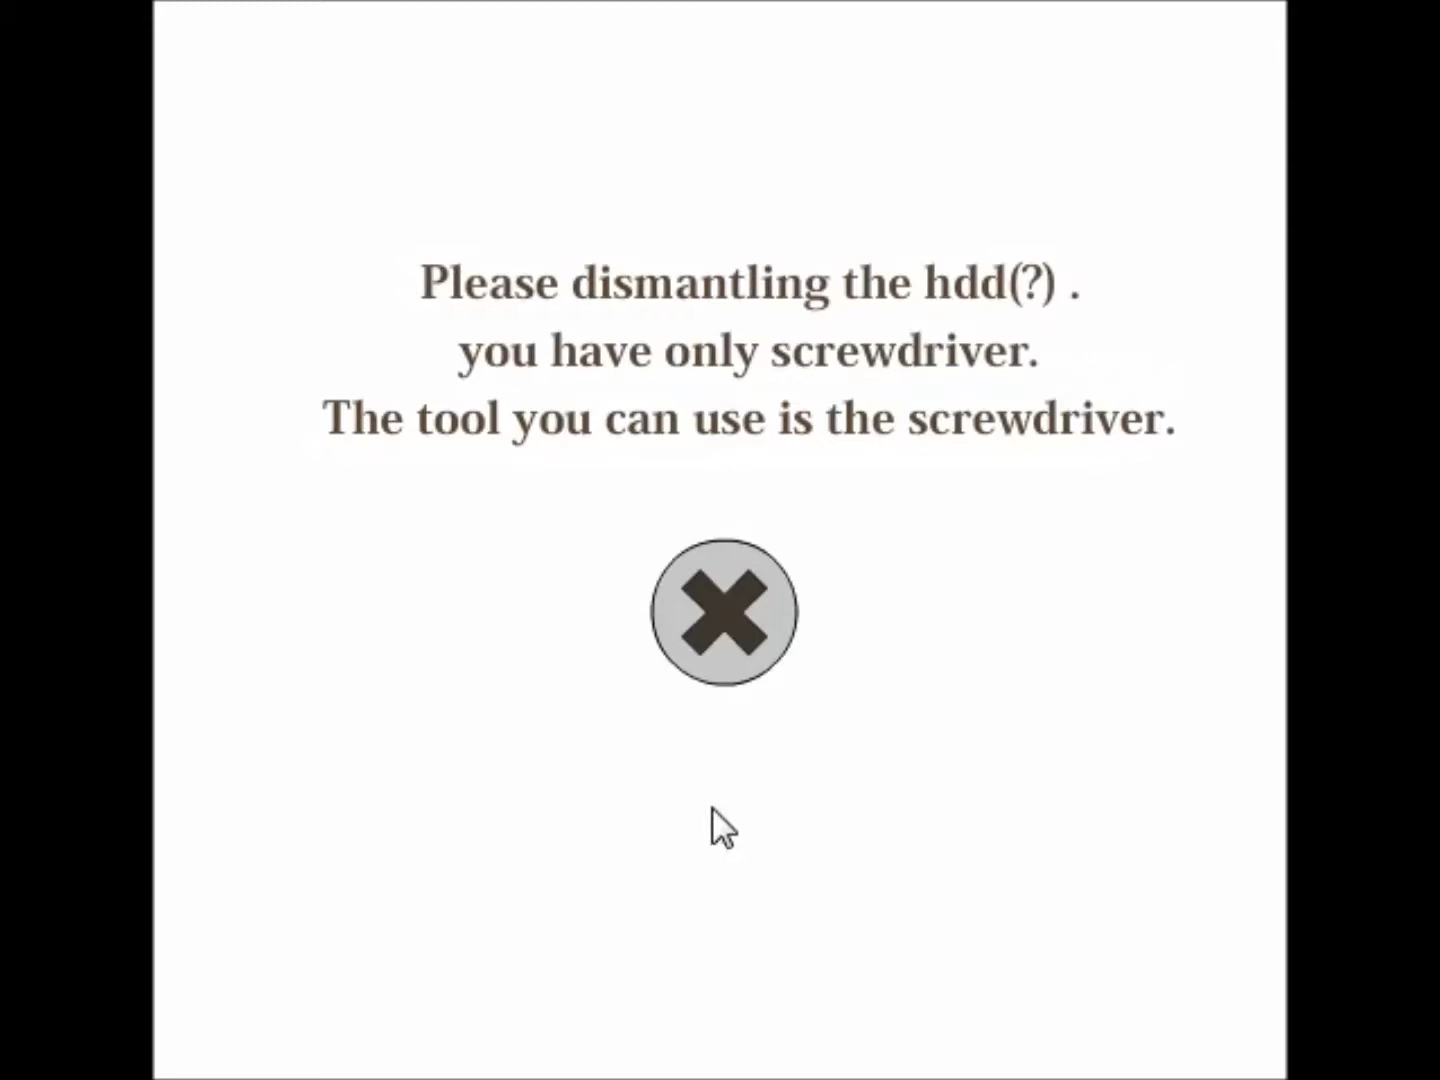 Please dismantling the hdd(?) .
you have only screwdriver.
The tool you can use is the screwdriver.